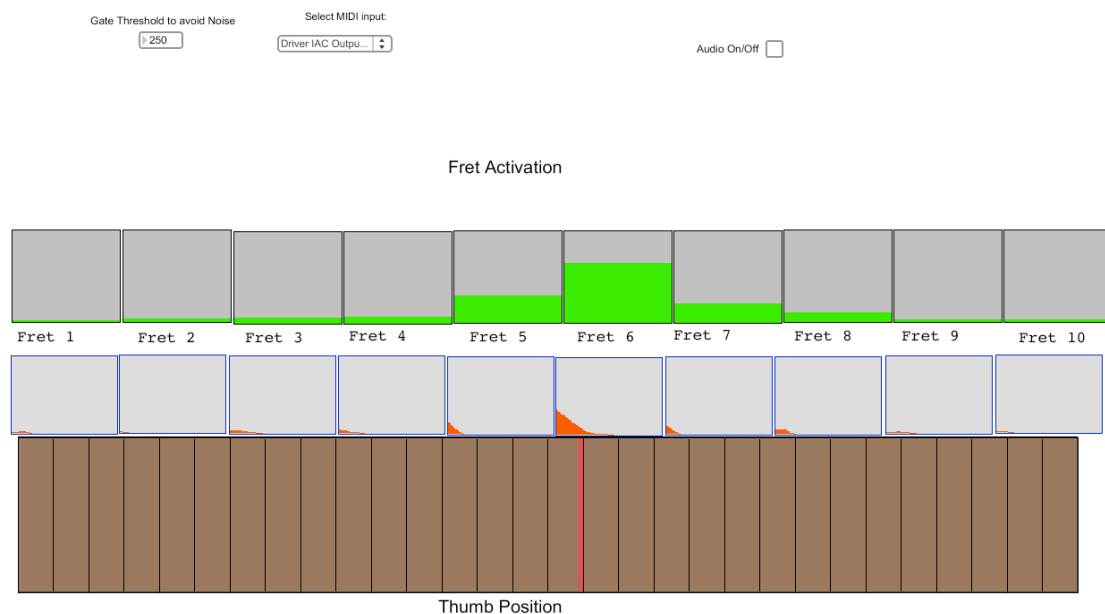 Gate Threshold to avoid Noise
250
Select MIDI input:
Driver IAC Outpu...
Audio On/Off
Fret Activation
Fret 1 Fret 2 Fret 3 Fret 4 Fret 5 Fret 6 Fret 7 Fret 8 Fret 9 Fret 10
Thumb Position